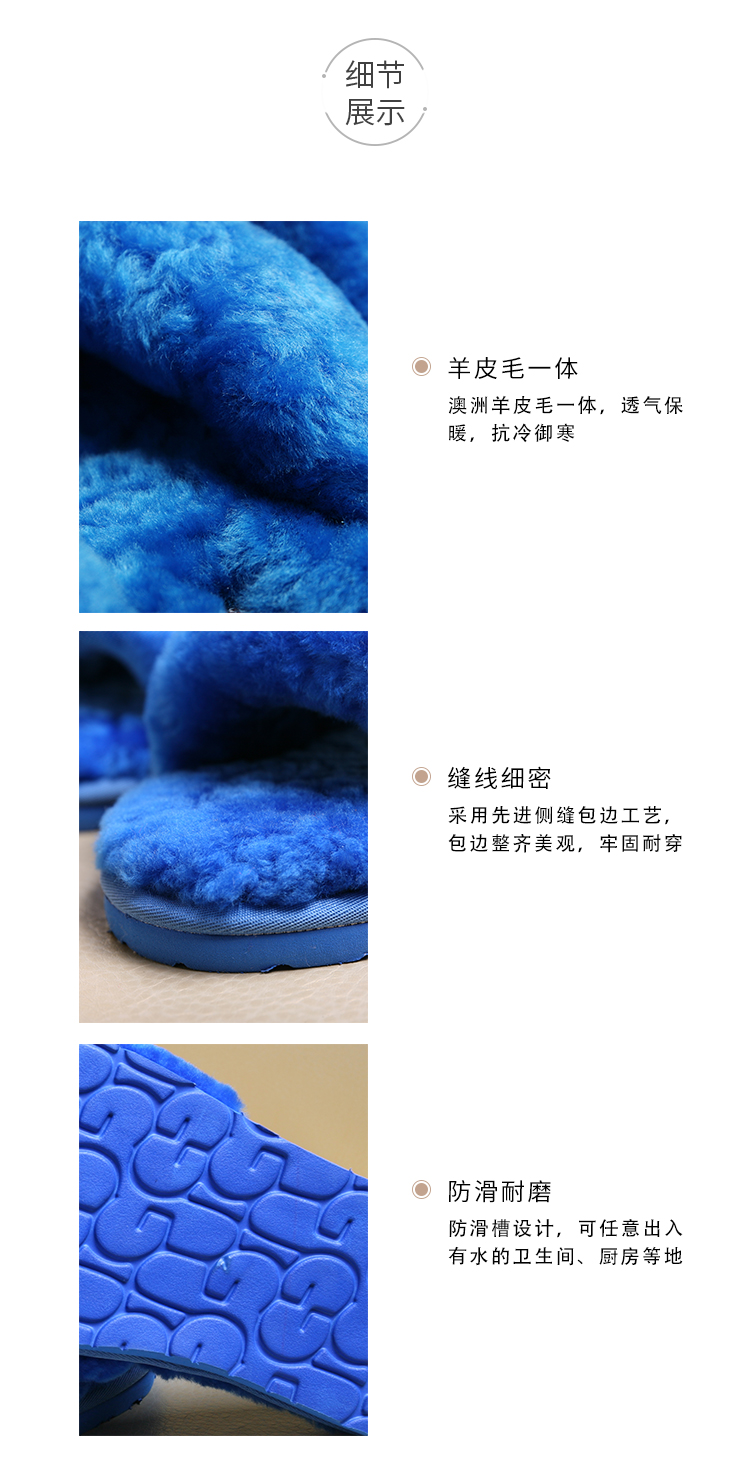 细节
展示
羊皮毛一体
澳洲羊皮毛一体，透气保
暖，抗冷御寒
缝线细密
采用先进侧缝包边工艺，
包边整齐美观，牢固耐穿
防滑耐磨
防滑槽设计，可任意出入
有水的卫生间、厨房等地